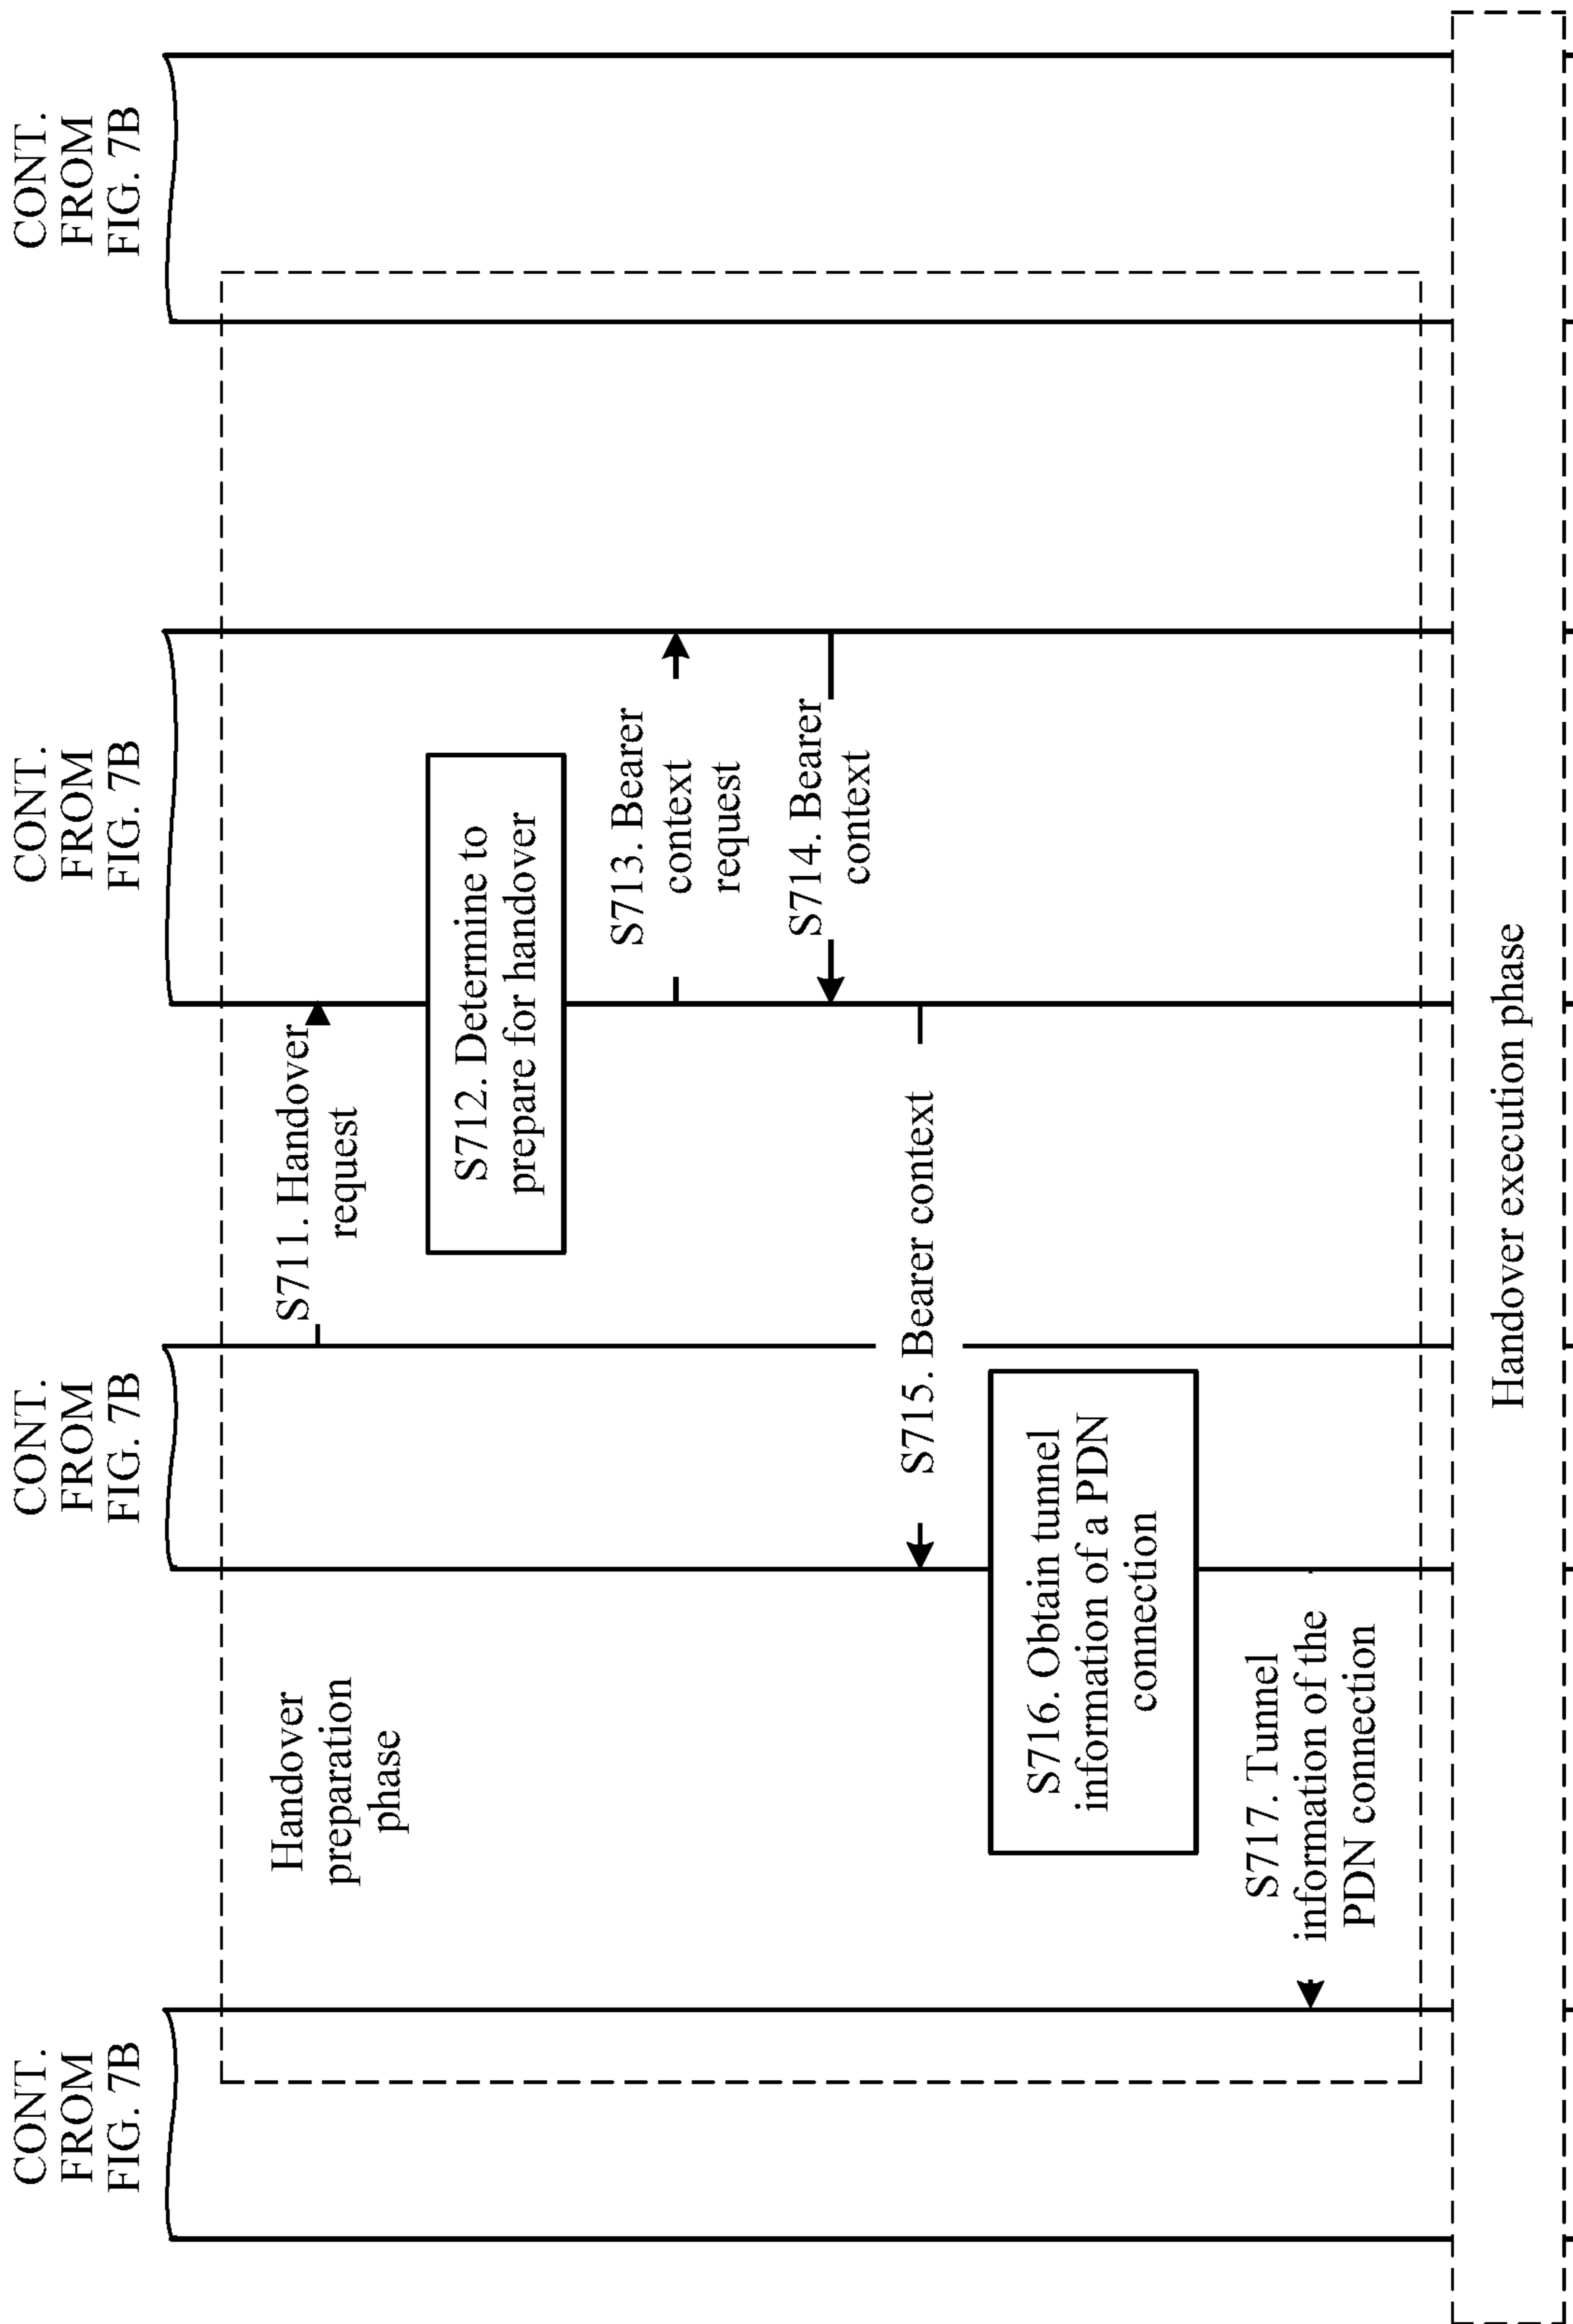 CONT.
FROM
FIG. 7B
CONT.
FROM
FIG. 7B
CONT.
FROM
FIG. 7B
CONT.
FROM
FIG. 7B
Handover
preparation
phase
S711. Handover
request
S712. Determine to
prepare for handover
S713. Bearer
context
request
S714. Bearer
context
S715. Bearer context
S716. Obtain tunnel
information of a PDN
connection
S717. Tunnel
information of the
PDN connection
Handover execution phase